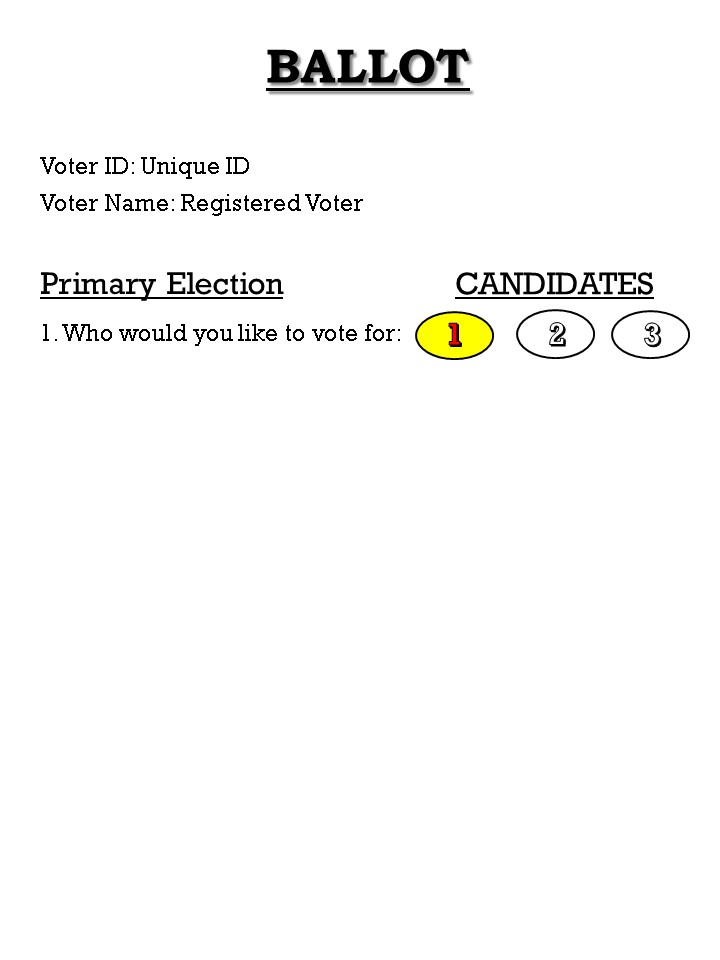 BALLOT
Voter ID: Unique ID
Voter Name: Registered Voter
Primary Election CANDIDATES
1. Who would you like to vote for: 1 2 3